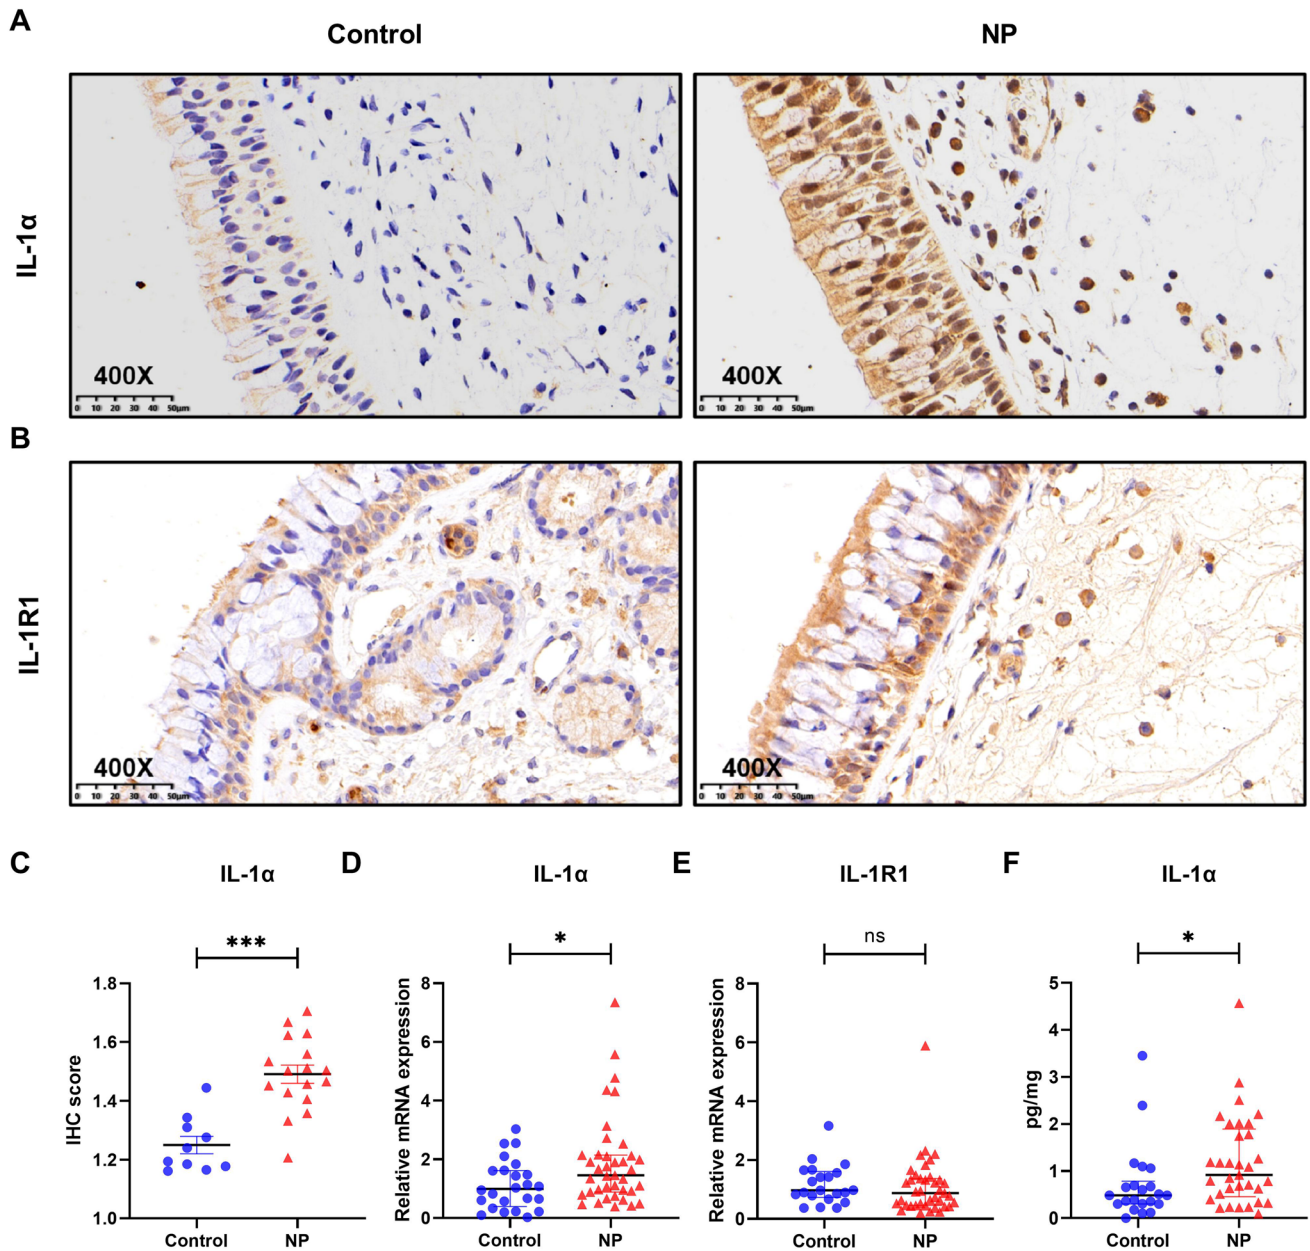 A
Control
NP
IL-1α
400X
0 10 20 30 40 50μm
400X
0 10 20 30 40 50μm
B
IL-1R1
400X
0 10 20 30 40 50μm
400X
0 10 20 30 40 50μm
C
IL-1α
***
IHC score
1.8
1.6
1.4
1.2
1.0
Control
NP
D
IL-1α
*
Relative mRNA expression
8
6
4
2
0
Control
NP
E
IL-1R1
ns
Relative mRNA expression
8
6
4
2
0
Control
NP
F
IL-1α
*
pg/mg
5
4
3
2
1
0
Control
NP